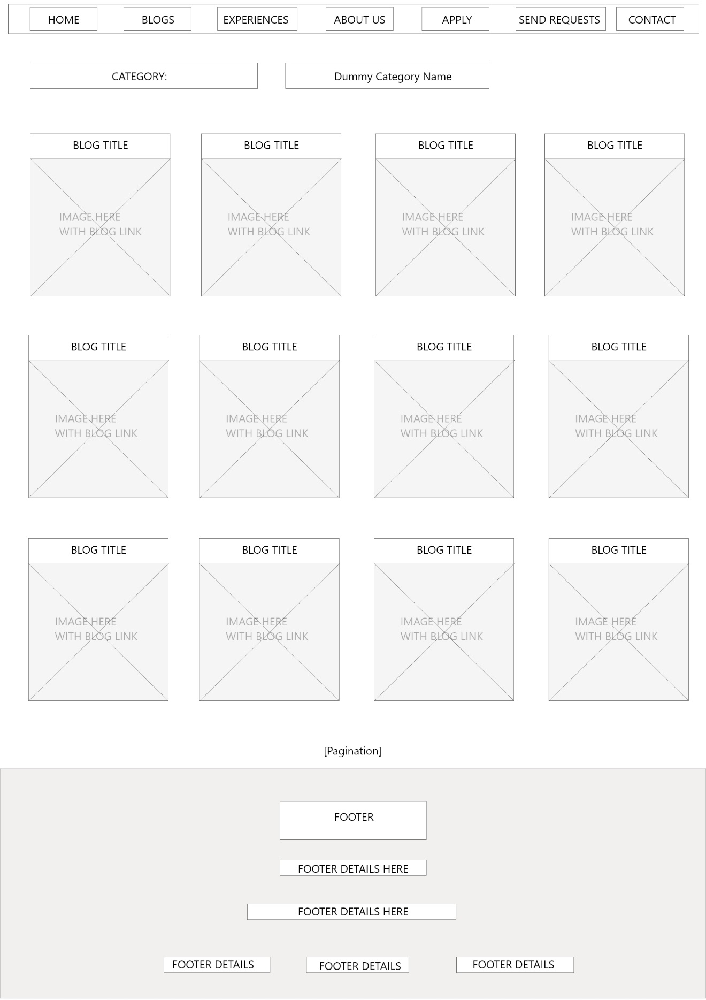 HOME BLOGS EXPERIENCES ABOUT US APPLY SEND REQUESTS CONTACT
CATEGORY: Dummy Category Name
BLOG TITLE BLOG TITLE BLOG TITLE BLOG TITLE
IMAGE HERE IMAGE HERE IMAGE HERE IMAGE HERE
WITH BLOG LINK WITH BLOG LINK WITH BLOG LINK WITH BLOG LINK
BLOG TITLE BLOG TITLE BLOG TITLE BLOG TITLE
IMAGE HERE IMAGE HERE IMAGE HERE IMAGE HERE
WITH BLOG LINK WITH BLOG LINK WITH BLOG LINK WITH BLOG LINK
BLOG TITLE BLOG TITLE BLOG TITLE BLOG TITLE
IMAGE HERE IMAGE HERE IMAGE HERE IMAGE HERE
WITH BLOG LINK WITH BLOG LINK WITH BLOG LINK WITH BLOG LINK
[Pagination]
FOOTER
FOOTER DETAILS HERE
FOOTER DETAILS HERE
FOOTER DETAILS FOOTER DETAILS FOOTER DETAILS